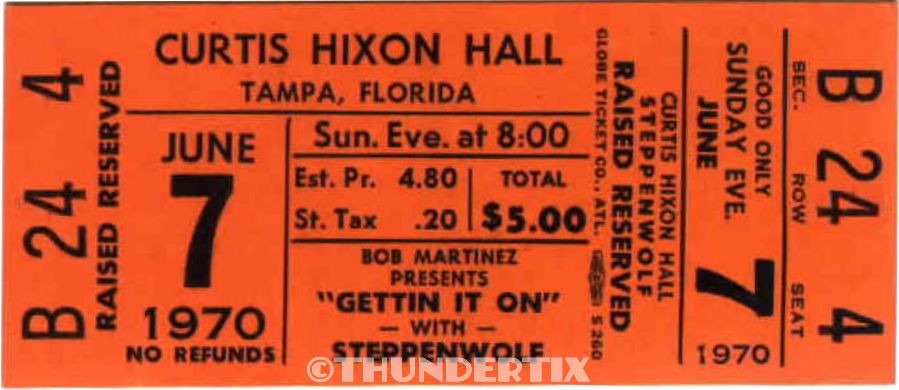 B 24 4
RAISED RESERVED
CURTIS HIXON HALL
TAMPA, FLORIDA
JUNE
7
1970
NO REFUNDS
Sun. Eve. at 8:00
Est. Pr. 4.80
St. Tax .20
TOTAL
$5.00
BOB MARTINEZ
PRESENTS
"GETTIN IT ON"
— WITH —
STEPPENWOLF
GLOBE TICKET CO., ATL. 5260
RAISED RESERVED
STEPPENWOLF
CURTIS HIXON HALL
JUNE
7
1970
SUNDAY EVE.
GOOD ONLY
SEC. ROW SEAT
B 24 4
©THUNDERTIX